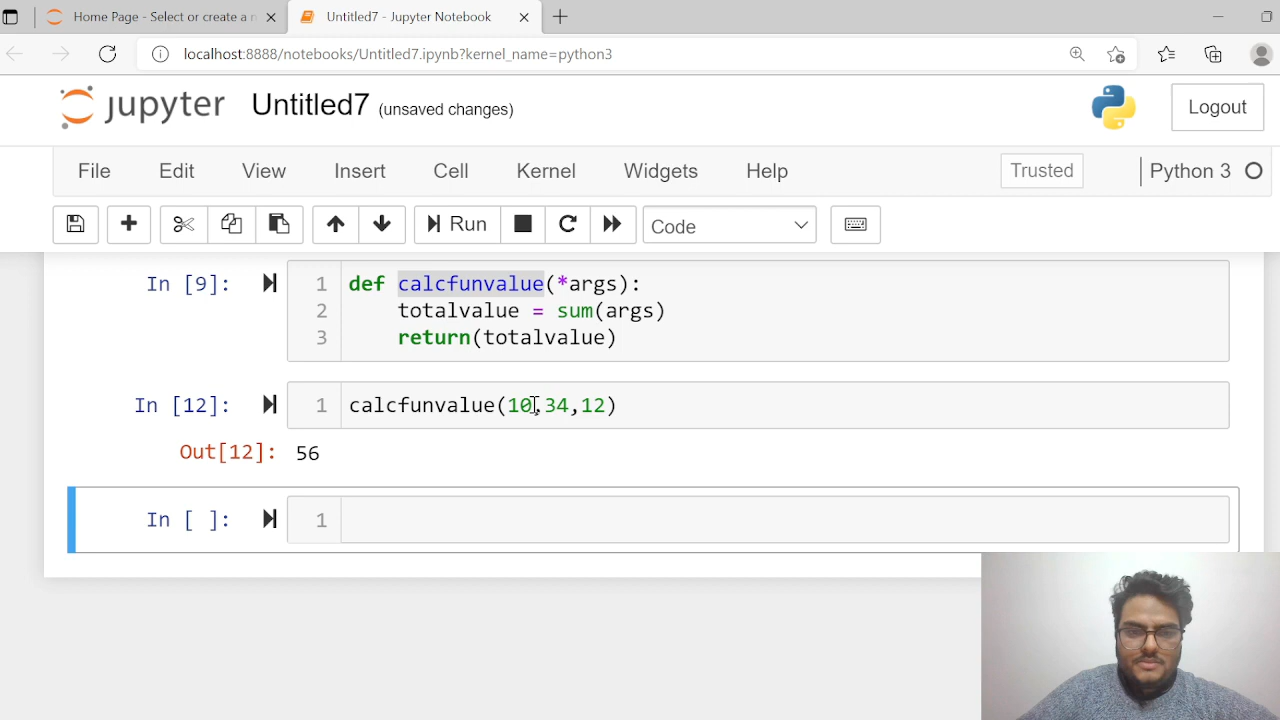 Home Page - Select or create a n
Untitled7 - Jupyter Notebook
localhost:8888/notebooks/Untitled7.ipynb?kernel_name=python3
jupyter Untitled7 (unsaved changes)
Logout
File Edit View Insert Cell Kernel Widgets Help Trusted Python 3
Run Code
In [9]:
1 def calcfunvalue(*args):
2 totalvalue = sum(args)
3 return(totalvalue)
In [12]:
1 calcfunvalue(10,34,12)
Out[12]: 56
In [ ]:
1